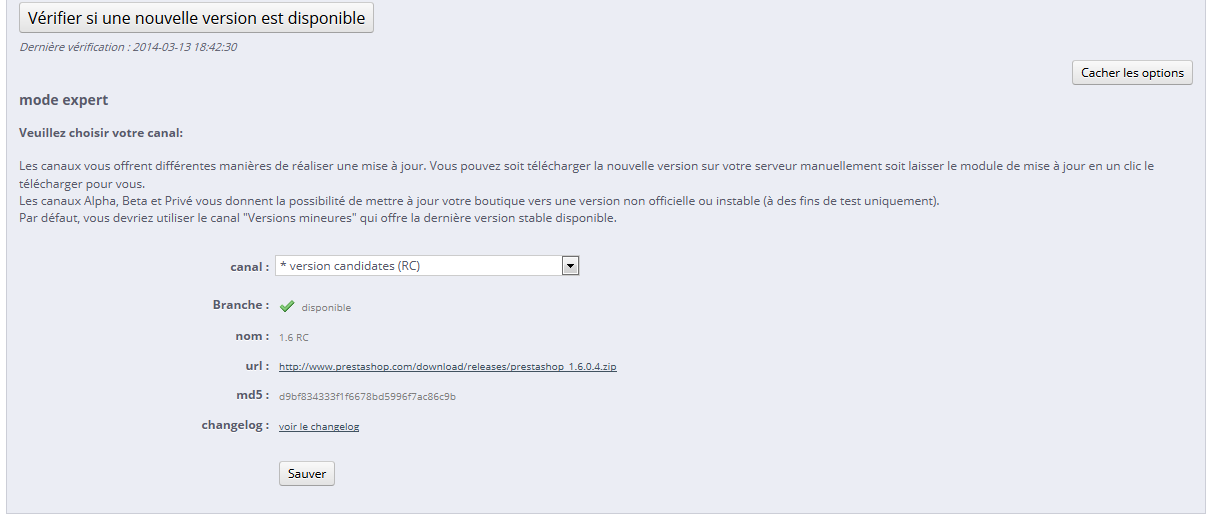 Vérifier si une nouvelle version est disponible
Dernière vérification : 2014-03-13 18:42:30
Cacher les options
mode expert
Veuillez choisir votre canal:
Les canaux vous offrent différentes manières de réaliser une mise à jour. Vous pouvez soit télécharger la nouvelle version sur votre serveur manuellement soit laisser le module de mise à jour en un clic le
télécharger pour vous.
Les canaux Alpha, Beta et Privé vous donnent la possibilité de mettre à jour votre boutique vers une version non officielle ou instable (à des fins de test uniquement).
Par défaut, vous devriez utiliser le canal "Versions mineures" qui offre la dernière version stable disponible.
canal : * version candidates (RC)
Branche : disponible
nom : 1.6 RC
url : http://www.prestashop.com/download/releases/prestashop_1.6.0.4.zip
md5 : d9bf834333f1f6678bd5996f7ac86c9b
changelog : voir le changelog
Sauver